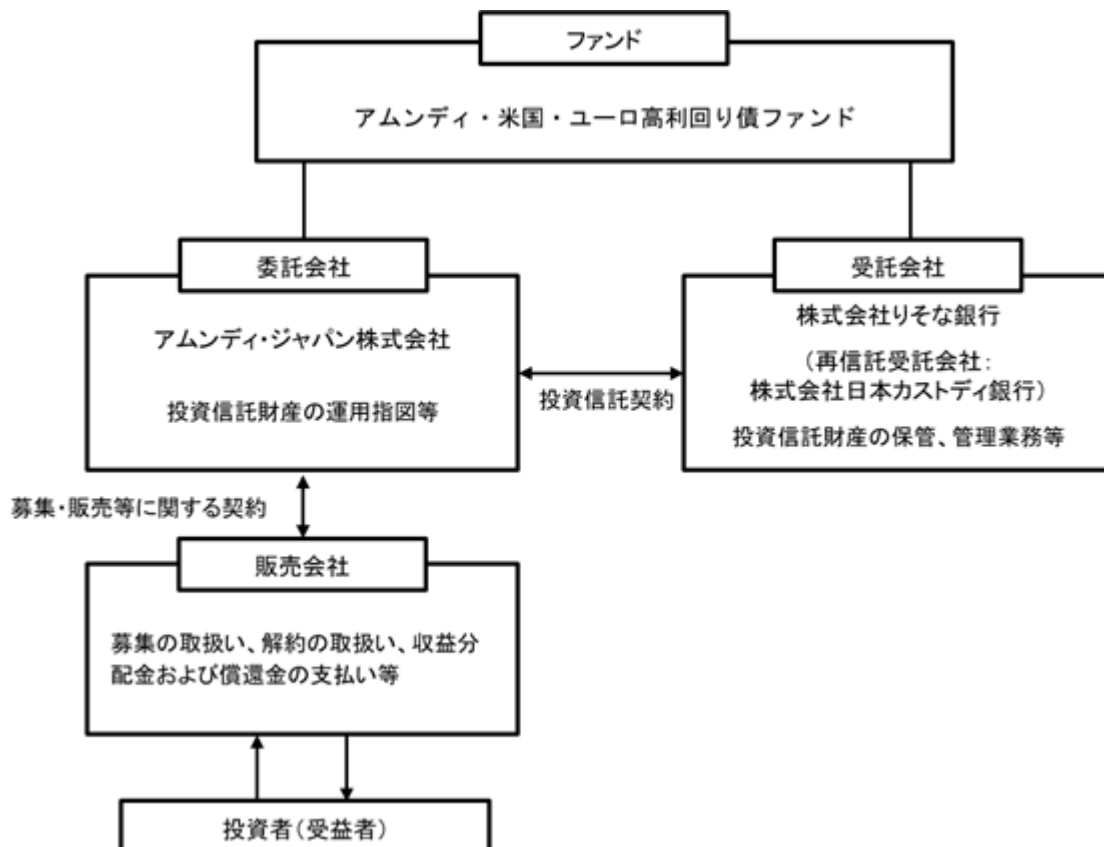 ファンド
アムンディ・米国・ユーロ高利回り債ファンド
委託会社
アムンディ・ジャパン株式会社
投資信託財産の運用指図等
投資信託契約
受託会社
株式会社りそな銀行
(再信託受託会社:
株式会社日本カストディ銀行)
投資信託財産の保管、管理業務等
募集・販売等に関する契約
販売会社
募集の取扱い、解約の取扱い、収益分
配金および償還金の支払い等
投資者(受益者)